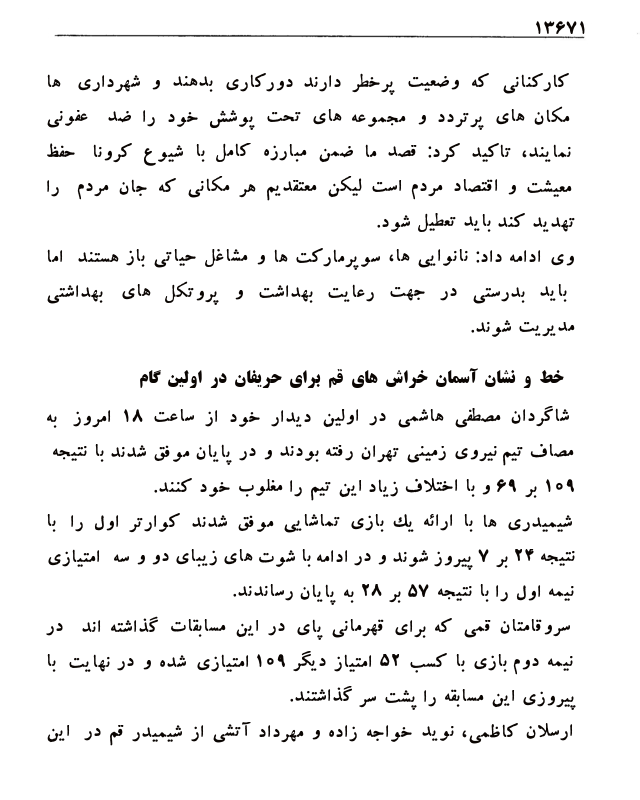 ۱۳۶۷۱
کارکنانی که وضعیت پرخطر دارند دورکاری بدهند و شهرداری ها
مکان های پرتردد و مجموعه های تحت پوشش خود را ضد عفونی
نمایند، تاکید کرد: قصد ما ضمن مبارزه کامل با شیوع کرونا حفظ
معیشت و اقتصاد مردم است لیکن معتقدیم هر مکانی که جان مردم را
تهدید کند باید تعطیل شود.
وی ادامه داد: نانوایی ها، سوپرمارکت ها و مشاغل حیاتی باز هستند اما
باید بدرستی در جهت رعایت بهداشت و پروتکل های بهداشتی
مدیریت شوند.
خط و نشان آسمان خراش های قم برای حریفان در اولین گام
شاگردان مصطفی هاشمی در اولین دیدار خود از ساعت ۱۸ امروز به
مصاف تیم نیروی زمینی تهران رفته بودند و در پایان موفق شدند با نتیجه
۱۰۹ بر ۶۹ و با اختلاف زیاد این تیم را مغلوب خود کنند.
شیمیدری ها با ارائه یك بازی تماشایی موفق شدند کوارتر اول را با
نتیجه ۲۴ بر ۷ پیروز شوند و در ادامه با شوت های زیبای دو و سه امتیازی
نیمه اول را با نتیجه ۵۷ بر ۲۸ به پایان رساندند.
سروقامتان قمی که برای قهرمانی پای در این مسابقات گذاشته اند در
نیمه دوم بازی با کسب ۵۲ امتیاز دیگر ۱۰۹ امتیازی شده و در نهایت با
پیروزی این مسابقه را پشت سر گذاشتند.
ارسلان کاظمی، نوید خواجه زاده و مهرداد آتشی از شیمیدر قم در این